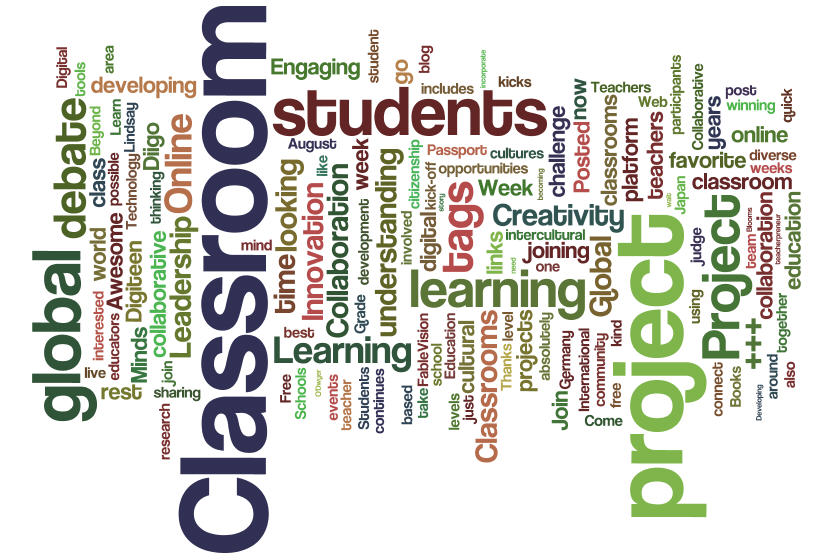 Digital
tools
area
developing
debate
Beyond
Learn
Lindsay
class
possible
Technology
Diigo
thinking
Online
global
world
Awesome
Digiteen
collaborative
Leadership
interested
educators
Minds
live
rest
join
sharing
research
Classroom
Engaging
student
go
blog
includes
incorporate
kicks
students
August
like
week
citizenship
Passport
cultures
opportunities
becoming
challenge
mind
time
looking
Innovation
Collaboration
development
understanding
involved
digital
kick-off
story
tags
Week
Creativity
intercultural
links
need
joining
one
learning
Global
Grade
best
Learning
Free
Schools
O'Dwyer
events
teacher
Students
continues
based
take
FableVision
school
Education
levels
just
cultural
Classrooms
Thanks
level
projects
absolutely
Join
Germany
International
community
free
kind
Come
Teachers
now
Posted
classrooms
platform
Web
teachers
participants
Collaborative
years
post
winning
quick
online
favorite
diverse
weeks
wait
Japan
classroom
project
judge
Project
team
Blooms
collaboration
teacherpreneur
education
using
+++
together
connect
Books
Developing
around
also